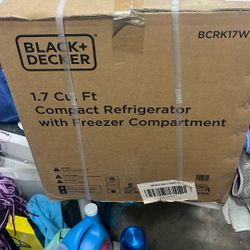 BLACK+
DECKER
BCRK17W
1.7 Cu. Ft
Compact Refrigerator
with Freezer Compartment